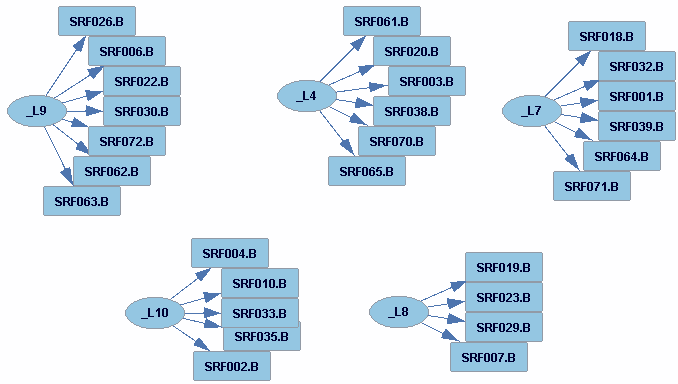 _L9
SRF026.B
SRF006.B
SRF022.B
SRF030.B
SRF072.B
SRF062.B
SRF063.B
_L4
SRF061.B
SRF020.B
SRF003.B
SRF038.B
SRF070.B
SRF065.B
_L7
SRF018.B
SRF032.B
SRF001.B
SRF039.B
SRF064.B
SRF071.B
_L10
SRF004.B
SRF010.B
SRF033.B
SRF035.B
SRF002.B
_L8
SRF019.B
SRF023.B
SRF029.B
SRF007.B